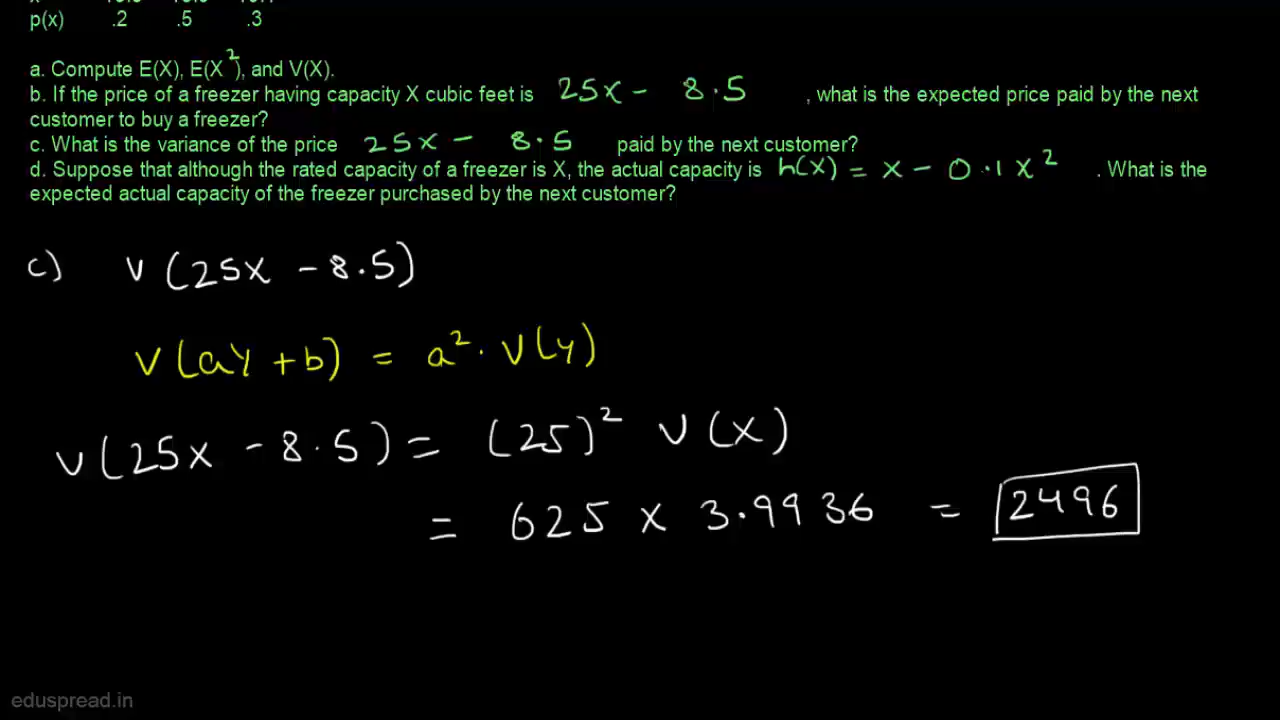 p(x) .2 .5 .3
a. Compute E(X), E(X²), and V(X).
b. If the price of a freezer having capacity X cubic feet is 25x - 8.5 , what is the expected price paid by the next
customer to buy a freezer?
c. What is the variance of the price 25x - 8.5 paid by the next customer?
d. Suppose that although the rated capacity of a freezer is X, the actual capacity is h(x) = x - 0.1x² . What is the
expected actual capacity of the freezer purchased by the next customer?
c) V(25x - 8.5)
V(aY + b) = a² · V(Y)
V(25x - 8.5) = (25)² V(X)
= 625 x 3.9936 = 2496
eduspread.in